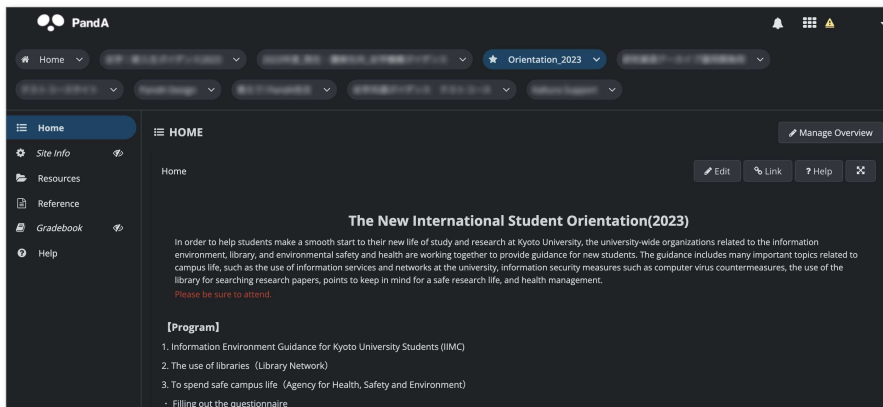 PandA
Home
Orientation_2023
Home
Site Info
Resources
Reference
Gradebook
Help
HOME
Manage Overview
Home
Edit
Link
? Help
The New International Student Orientation(2023)
In order to help students make a smooth start to their new life of study and research at Kyoto University, the university-wide organizations related to the information
environment, library, and environmental safety and health are working together to provide guidance for new students. The guidance includes many important topics related to
campus life, such as the use of information services and networks at the university, information security measures such as computer virus countermeasures, the use of the
library for searching research papers, points to keep in mind for a safe research life, and health management.
Please be sure to attend.
【Program】
1. Information Environment Guidance for Kyoto University Students (IIMC)
2. The use of libraries（Library Network）
3. To spend safe campus life（Agency for Health, Safety and Environment）
・ Filling out the questionnaire